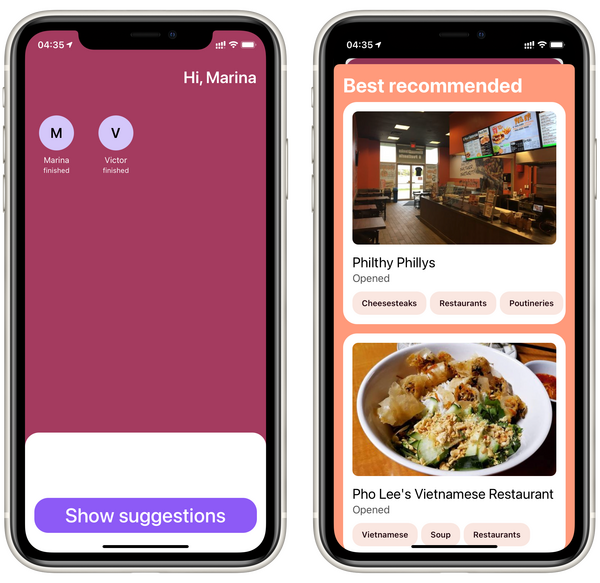 04:35
Hi, Marina
M
V
Marina
Victor
finished
finished
Show suggestions
04:35
Best recommended
Philthy Phillys
Opened
Cheesesteaks
Restaurants
Poutineries
Pho Lee's Vietnamese Restaurant
Opened
Vietnamese
Soup
Restaurants